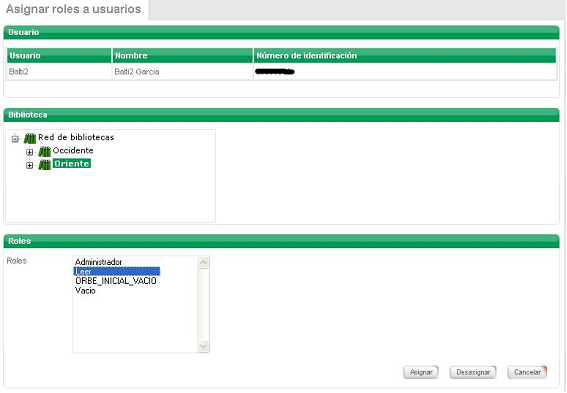 Asignar roles a usuarios
Usuario
Usuario Nombre Número de identificación
Balti2 Balti2 García
Biblioteca
Red de bibliotecas
Occidente
Oriente
Roles
Roles
Administrador
Leer
ORBE_INICIAL_VACIO
Vacio
Asignar Desasignar Cancelar